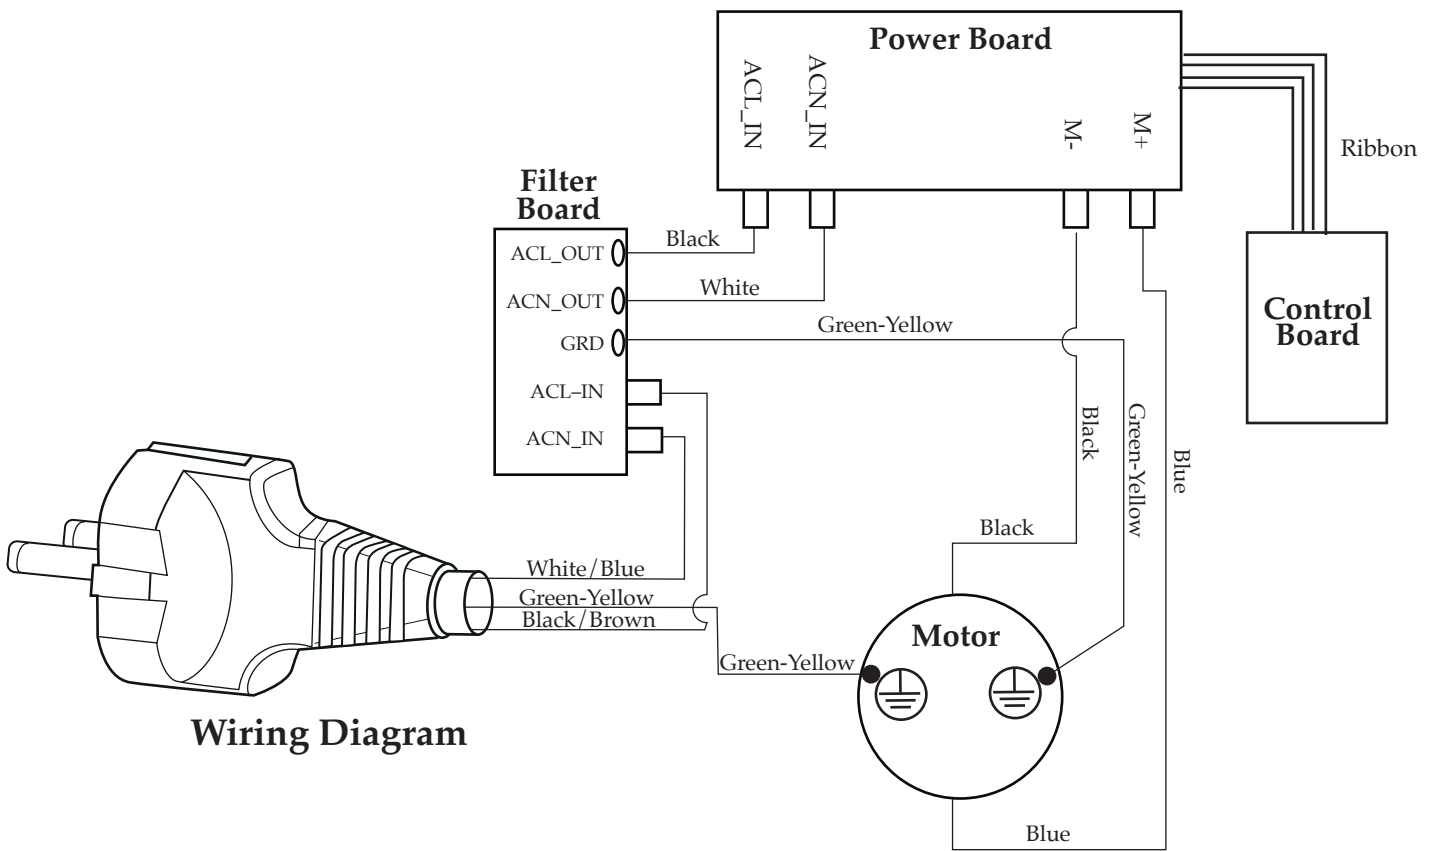 Power Board
ACL_IN
ACN_IN
M-
M+
Ribbon
Filter
Board
ACL_OUT
Black
ACN_OUT
White
GRD
Green-Yellow
Control
Board
ACL–IN
ACN_IN
Black
Green-Yellow
Blue
Black
White/Blue
Green-Yellow
Black/Brown
Green-Yellow
Motor
Wiring Diagram
Blue